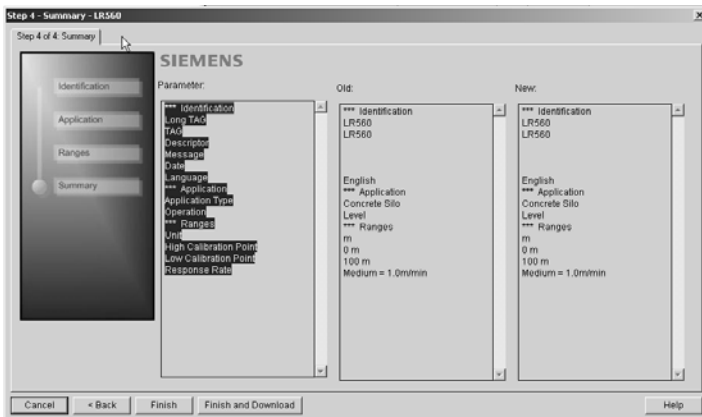 Step 4 - Summary - LR560
Step 4 of 4: Summary
SIEMENS
Identification
Application
Ranges
Summary
Parameter:
*** Identification
Long TAG
TAG
Descriptor
Message
Date
Language
*** Application
Application Type
Operation
*** Ranges
Unit
High Calibration Point
Low Calibration Point
Response Rate
Old:
*** Identification
LR560
LR560
English
*** Application
Concrete Silo
Level
*** Ranges
m
0 m
100 m
Medium = 1.0m/min
New:
*** Identification
LR560
LR560
English
*** Application
Concrete Silo
Level
*** Ranges
m
0 m
100 m
Medium = 1.0m/min
Cancel
< Back
Finish
Finish and Download
Help